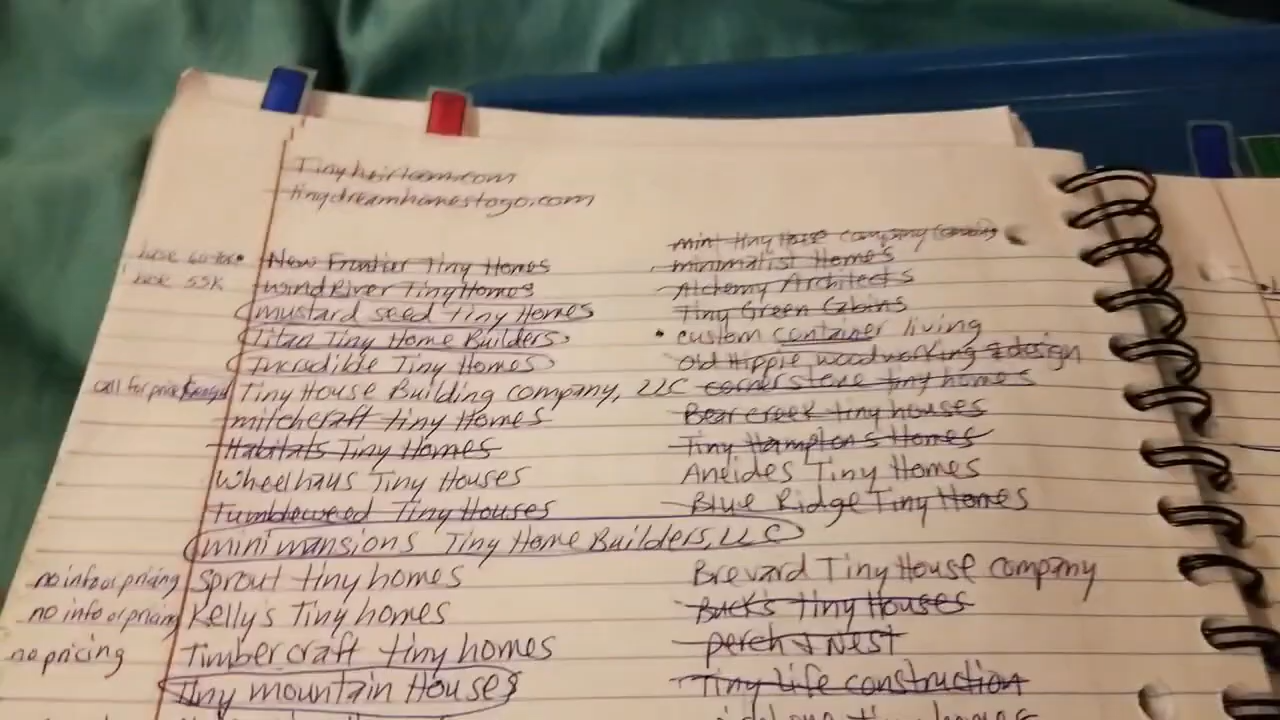 Tinyheirloom.com
tinydreamhomestogo.com
mint tiny House company
base New Frontier Tiny Homes
minimalist Homes
base 55K WindRiver Tiny Homes
Alchemy Architects
mustard seed Tiny Homes
Tiny Green Cabins
Titan Tiny Home Builders
• custom container living
Incredible Tiny Homes
Old Hippie woodworking & design
call for price Tiny House Building company, LLC
cornerstone tiny homes
mitchcraft tiny Homes
Bear creek tiny houses
Habitats Tiny Homes
Tiny Hamptons Homes
Wheelhaus Tiny Houses
Aneides Tiny Homes
Tumbleweed Tiny Houses
Blue Ridge Tiny Homes
mini mansions Tiny Home Builders, LLC
no info or pricing Sprout tiny homes
Brevard Tiny House company
no info or pricing Kelly's Tiny homes
Buck's tiny Houses
no pricing Timbercraft tiny homes
perch & Nest
Tiny mountain Houses
Tiny Life construction